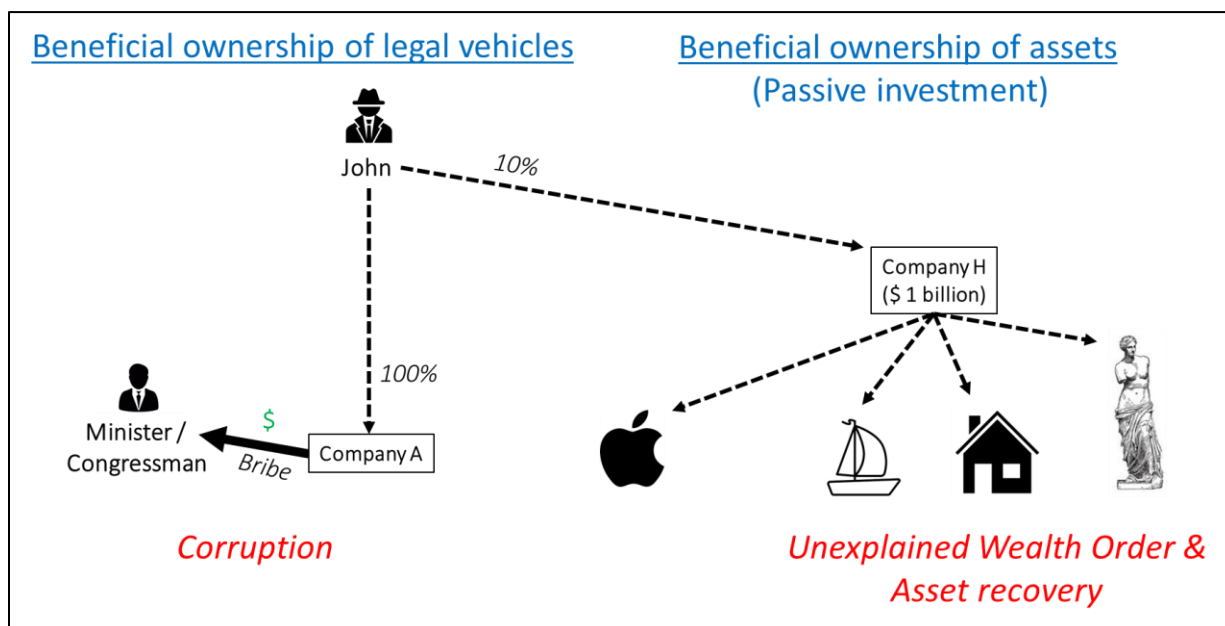 Beneficial ownership of legal vehicles
Beneficial ownership of assets
(Passive investment)
John
10%
Company H
($ 1 billion)
100%
$
Minister /
Congressman
Bribe
Company A
Corruption
Unexplained Wealth Order &
Asset recovery